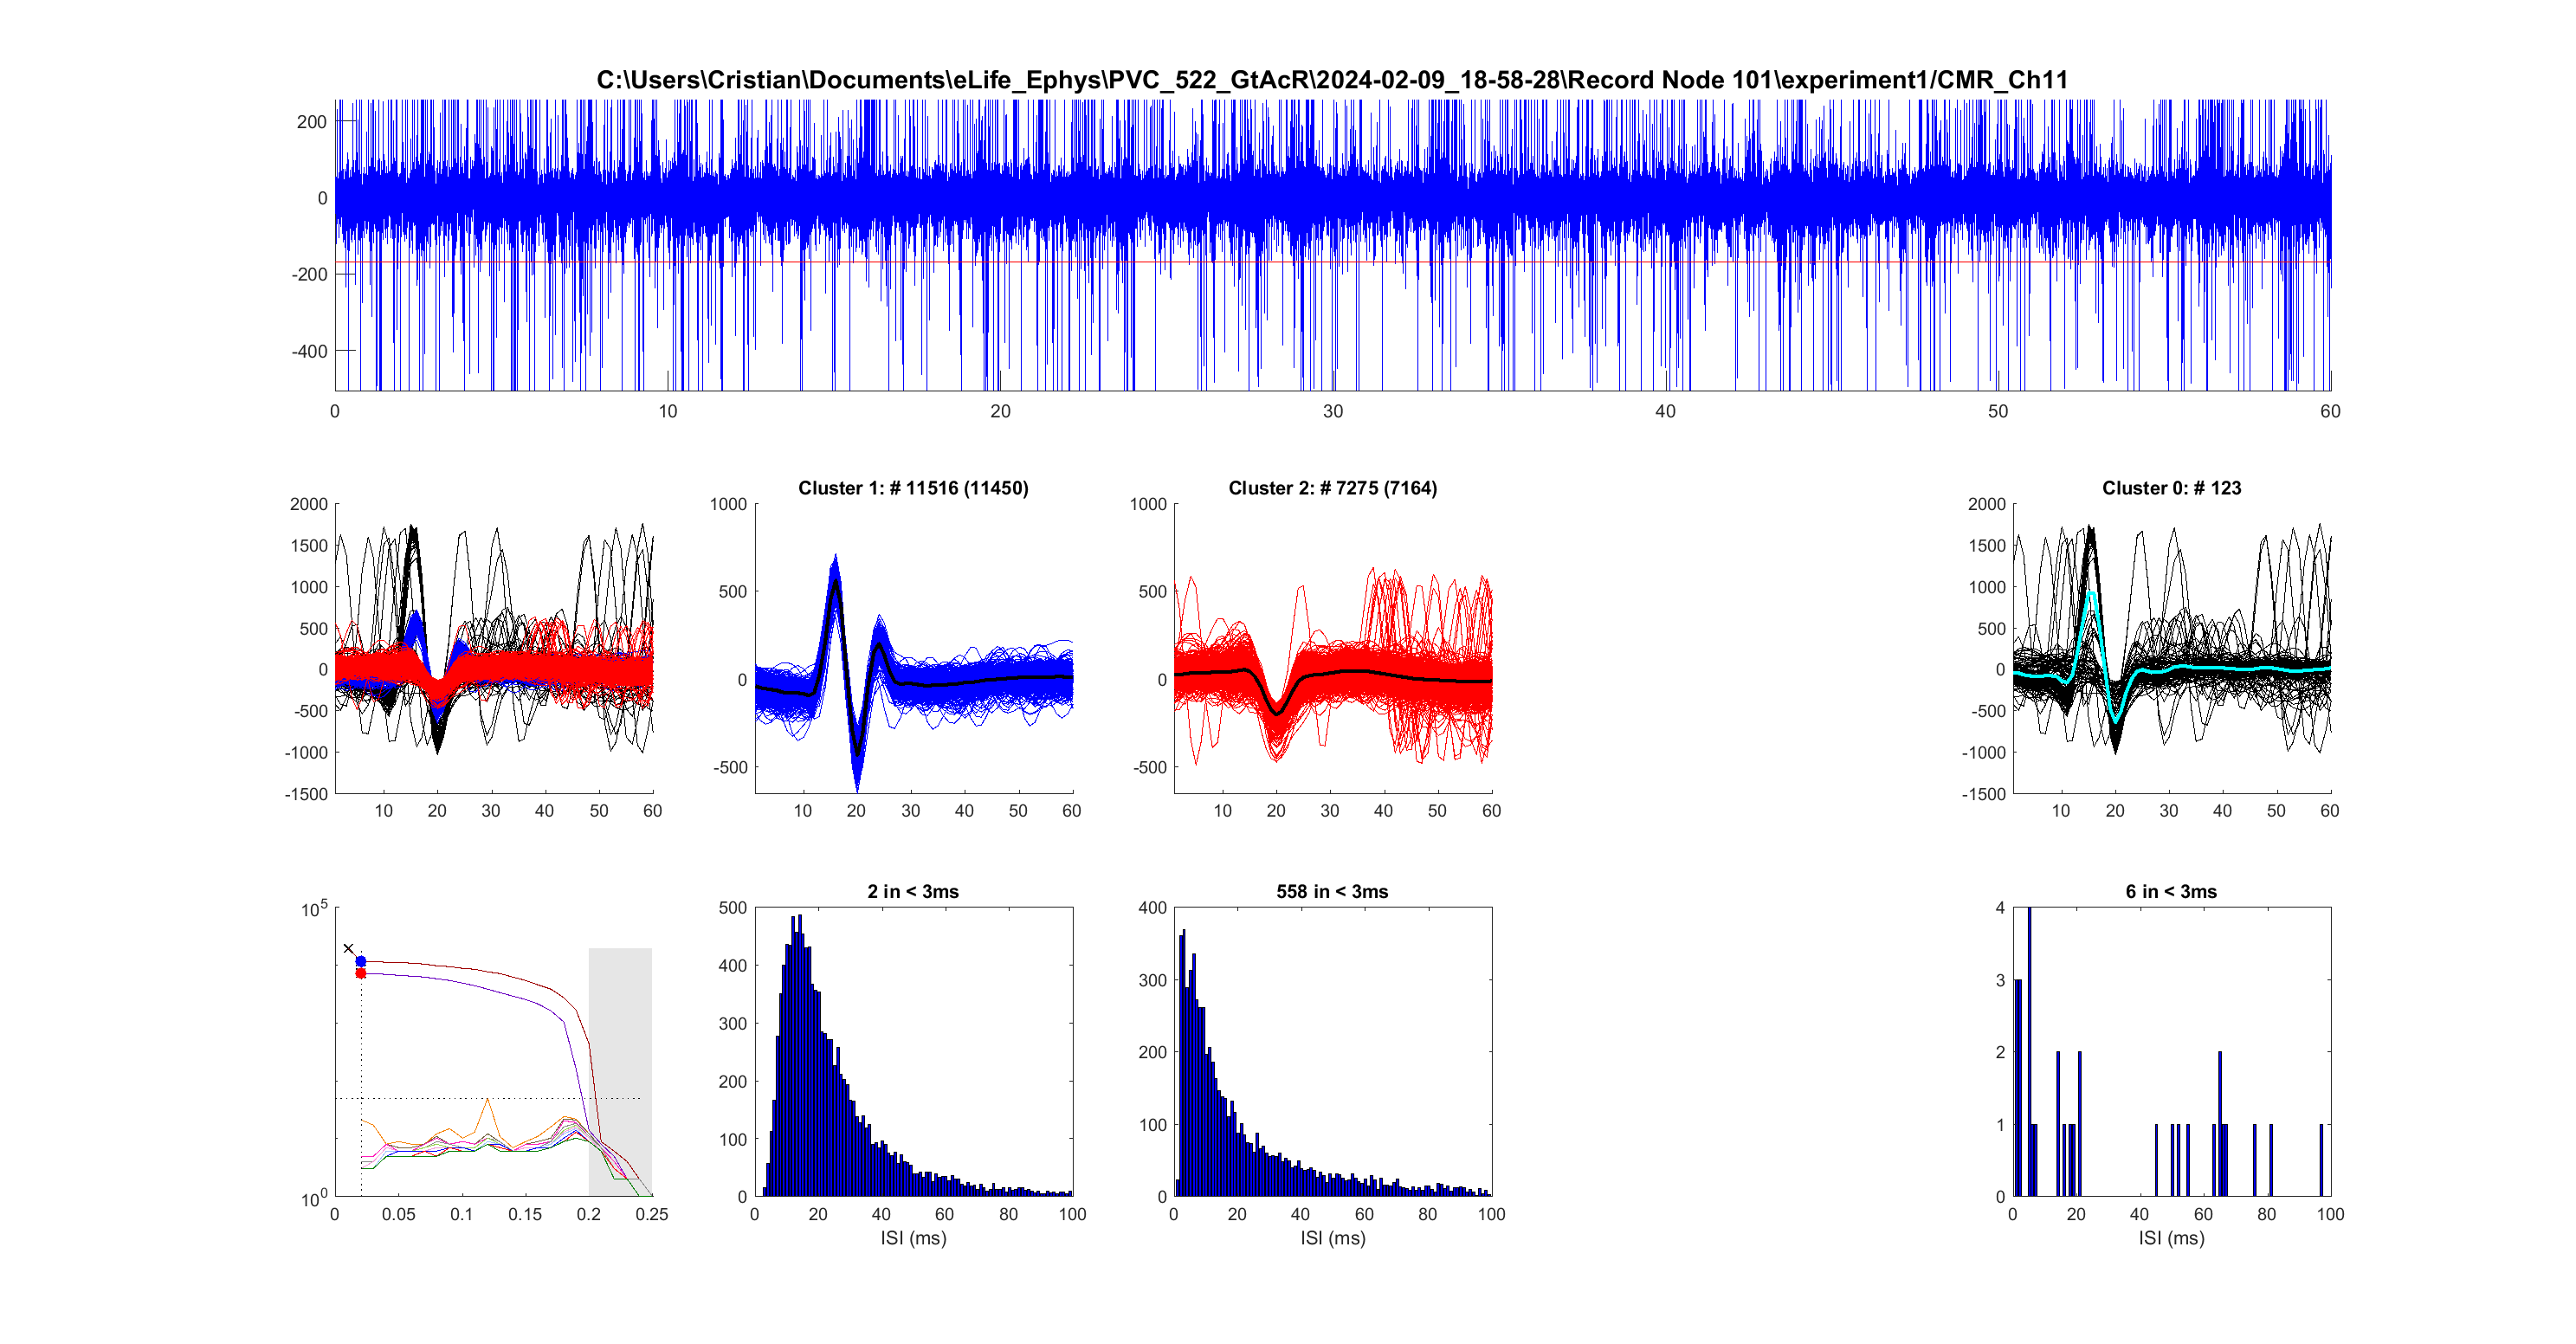 C:\Users\Cristian\Documents\eLife_Ephys\PVC_522_GtAcR\2024-02-09_18-58-28\Record Node 101\experiment1/CMR_Ch11
200
0
-200
-400
0 10 20 30 40 50 60
Cluster 1: # 11516 (11450)
Cluster 2: # 7275 (7164)
Cluster 0: # 123
2000
1500
1000
500
0
-500
-1000
-1500
10 20 30 40 50 60
1000
500
0
-500
10 20 30 40 50 60
1000
500
0
-500
10 20 30 40 50 60
2000
1500
1000
500
0
-500
-1000
-1500
10 20 30 40 50 60
10^5
10^0
0 0.05 0.1 0.15 0.2 0.25
2 in < 3ms
500
400
300
200
100
0
0 20 40 60 80 100
ISI (ms)
558 in < 3ms
400
300
200
100
0
0 20 40 60 80 100
ISI (ms)
6 in < 3ms
4
3
2
1
0
0 20 40 60 80 100
ISI (ms)